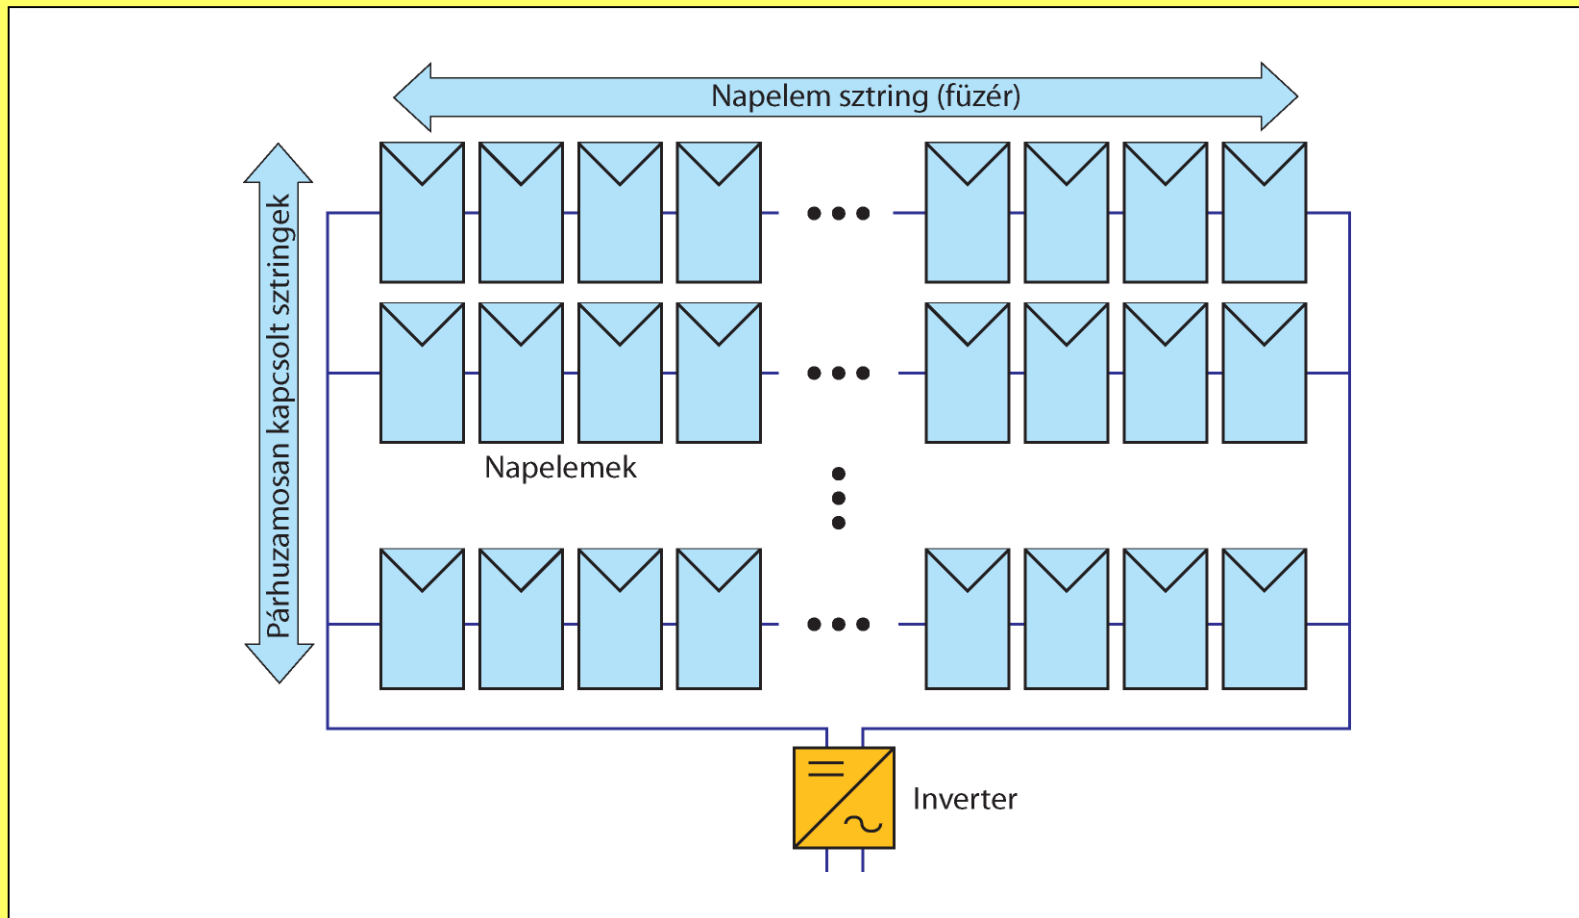 Napelem sztring (füzér)
Párhuzamosan kapcsolt sztringek
Napelemek
Inverter